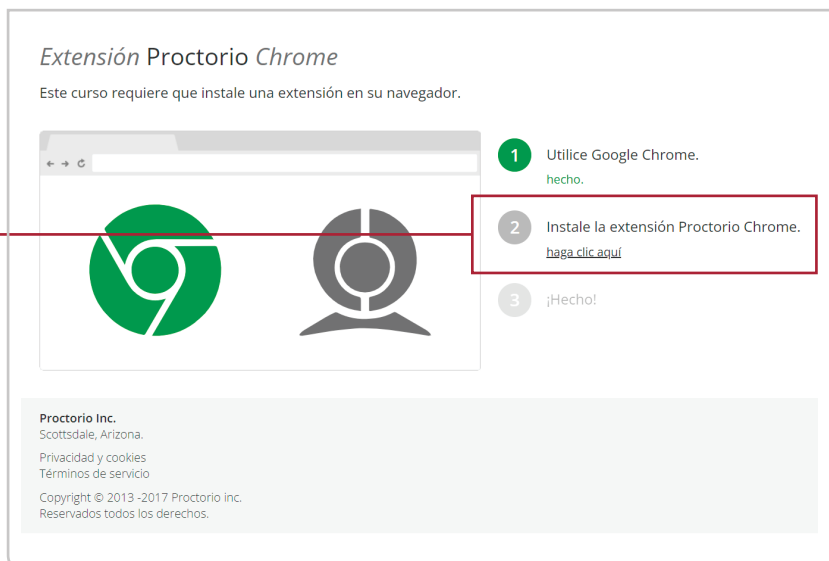 Extensión Proctorio Chrome
Este curso requiere que instale una extensión en su navegador.
1 Utilice Google Chrome.
hecho.
2 Instale la extensión Proctorio Chrome.
haga clic aquí
3 ¡Hecho!
Proctorio Inc.
Scottsdale, Arizona.
Privacidad y cookies
Términos de servicio
Copyright © 2013 -2017 Proctorio inc.
Reservados todos los derechos.